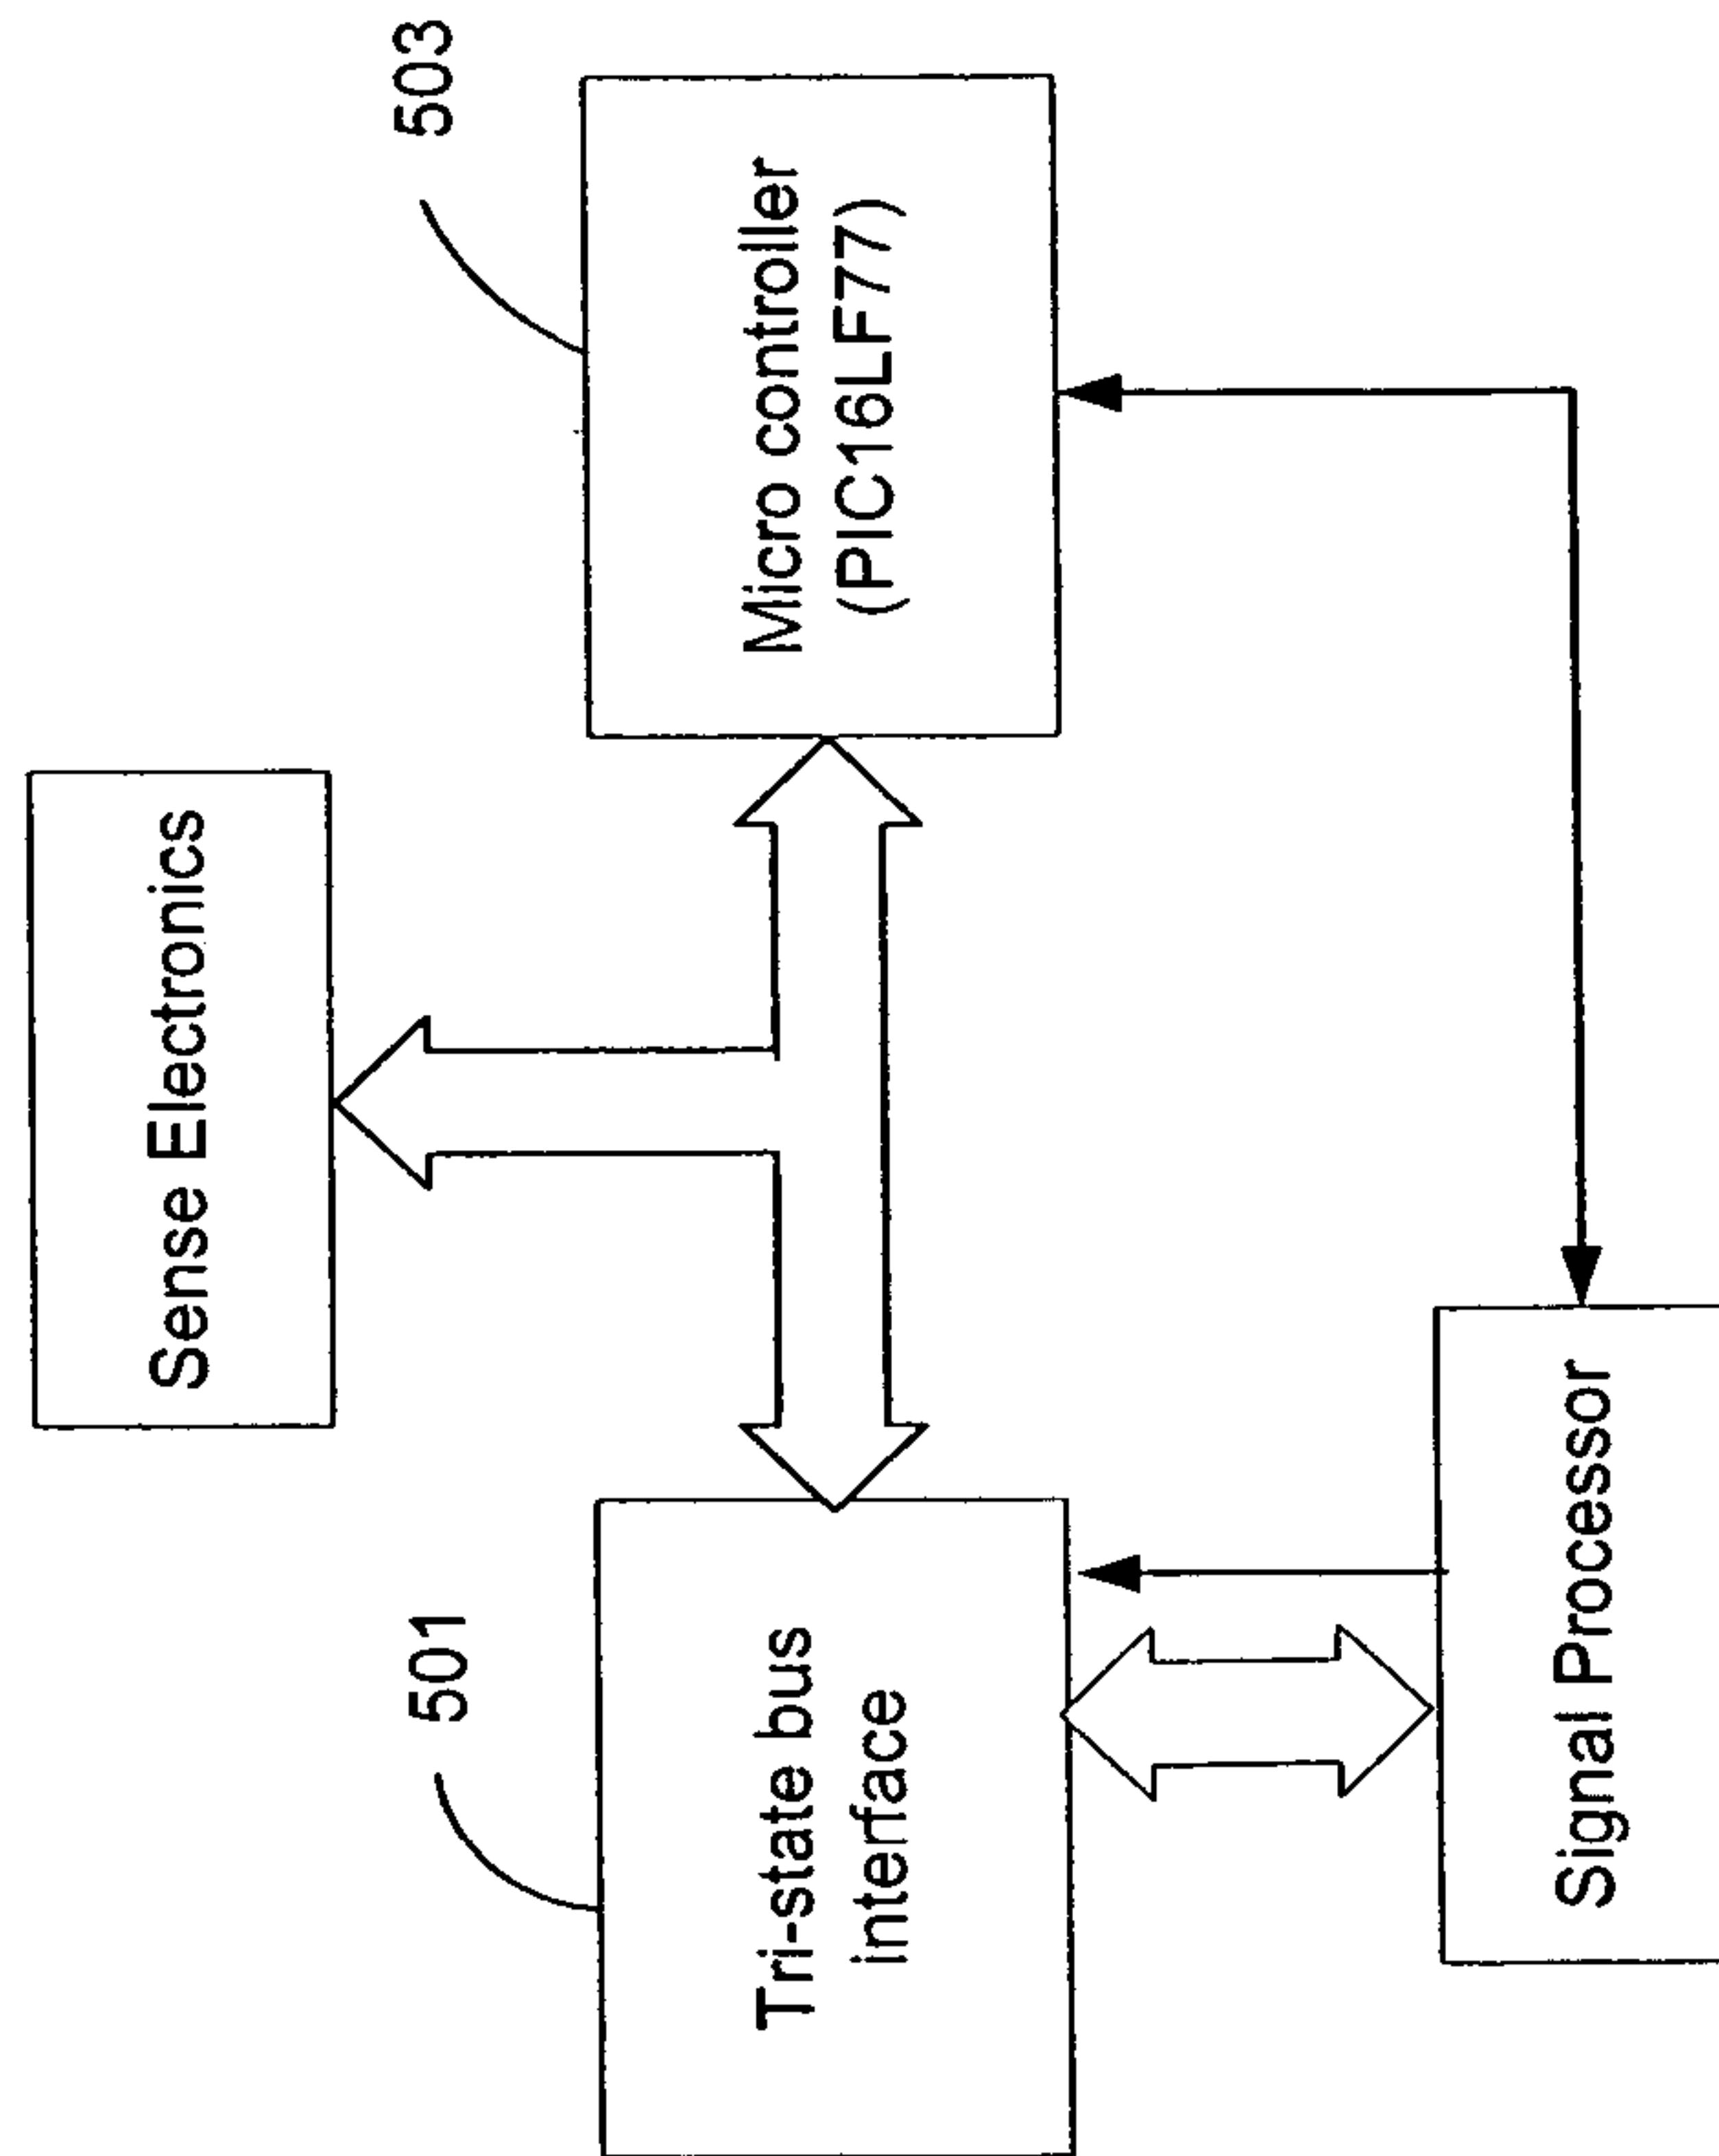 Sense Electronics
501
503
Tri-state bus
interface
Micro controller
(PIC16LF77)
Signal Processor